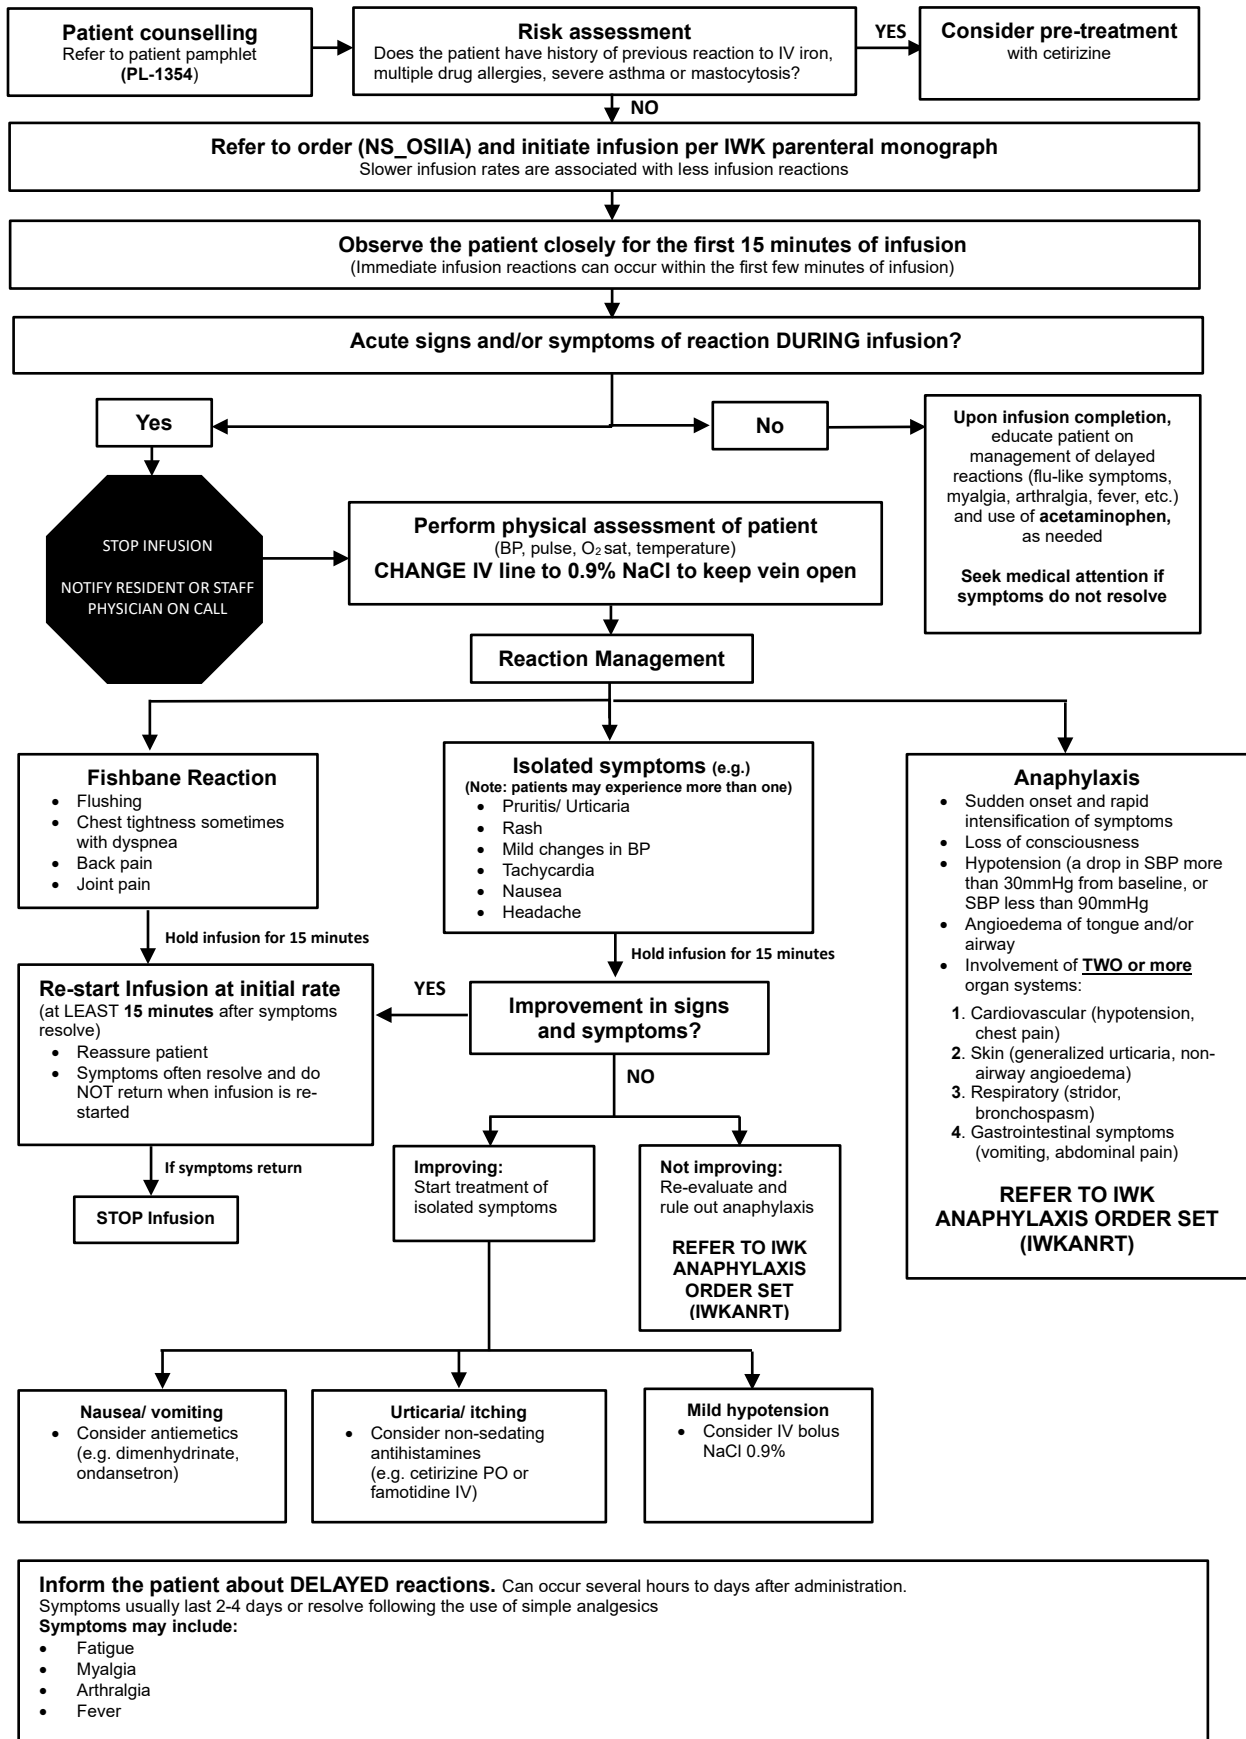 Patient counselling
Refer to patient pamphlet
(PL-1354)
Risk assessment
Does the patient have history of previous reaction to IV iron,
multiple drug allergies, severe asthma or mastocytosis?
YES
Consider pre-treatment
with cetirizine
NO
Refer to order (NS_OSIIA) and initiate infusion per IWK parenteral monograph
Slower infusion rates are associated with less infusion reactions
Observe the patient closely for the first 15 minutes of infusion
(Immediate infusion reactions can occur within the first few minutes of infusion)
Acute signs and/or symptoms of reaction DURING infusion?
Yes
No
Upon infusion completion,
educate patient on
management of delayed
reactions (flu-like symptoms,
myalgia, arthralgia, fever, etc.)
and use of acetaminophen,
as needed
Seek medical attention if
symptoms do not resolve
STOP INFUSION
NOTIFY RESIDENT OR STAFF
PHYSICIAN ON CALL
Perform physical assessment of patient
(BP, pulse, O₂ sat, temperature)
CHANGE IV line to 0.9% NaCl to keep vein open
Reaction Management
Fishbane Reaction
• Flushing
• Chest tightness sometimes
with dyspnea
• Back pain
• Joint pain
Hold infusion for 15 minutes
Re-start Infusion at initial rate
(at LEAST 15 minutes after symptoms
resolve)
• Reassure patient
• Symptoms often resolve and do
NOT return when infusion is re-
started
If symptoms return
STOP Infusion
Isolated symptoms (e.g.)
(Note: patients may experience more than one)
• Pruritis/ Urticaria
• Rash
• Mild changes in BP
• Tachycardia
• Nausea
• Headache
Hold infusion for 15 minutes
YES
Improvement in signs
and symptoms?
NO
Improving:
Start treatment of
isolated symptoms
Not improving:
Re-evaluate and
rule out anaphylaxis
REFER TO IWK
ANAPHYLAXIS
ORDER SET
(IWKANRT)
Anaphylaxis
• Sudden onset and rapid
intensification of symptoms
• Loss of consciousness
• Hypotension (a drop in SBP more
than 30mmHg from baseline, or
SBP less than 90mmHg
• Angioedema of tongue and/or
airway
• Involvement of TWO or more
organ systems:
1. Cardiovascular (hypotension,
chest pain)
2. Skin (generalized urticaria, non-
airway angioedema)
3. Respiratory (stridor,
bronchospasm)
4. Gastrointestinal symptoms
(vomiting, abdominal pain)
REFER TO IWK
ANAPHYLAXIS ORDER SET
(IWKANRT)
Nausea/ vomiting
• Consider antiemetics
(e.g. dimenhydrinate,
ondansetron)
Urticaria/ itching
• Consider non-sedating
antihistamines
(e.g. cetirizine PO or
famotidine IV)
Mild hypotension
• Consider IV bolus
NaCl 0.9%
Inform the patient about DELAYED reactions. Can occur several hours to days after administration.
Symptoms usually last 2-4 days or resolve following the use of simple analgesics
Symptoms may include:
• Fatigue
• Myalgia
• Arthralgia
• Fever